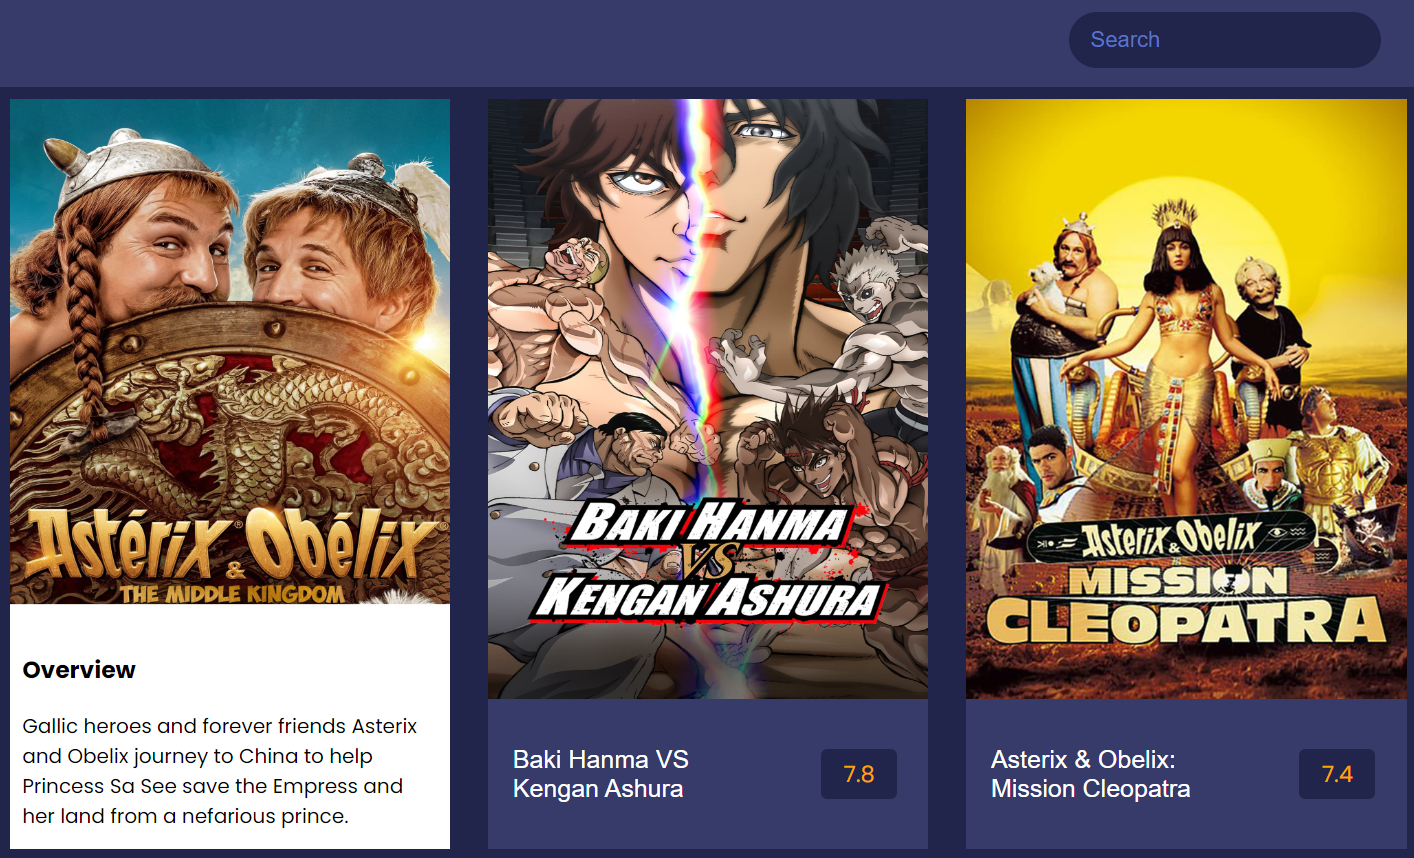 Search
Astérix® & Obélix®
THE MIDDLE KINGDOM
Overview
Gallic heroes and forever friends Asterix
and Obelix journey to China to help
Princess Sa See save the Empress and
her land from a nefarious prince.
BAKI HANMA
VS
KENGAN ASHURA
Baki Hanma VS
Kengan Ashura
7.8
Asterix & Obelix
MISSION
CLEOPATRA
Asterix & Obelix:
Mission Cleopatra
7.4